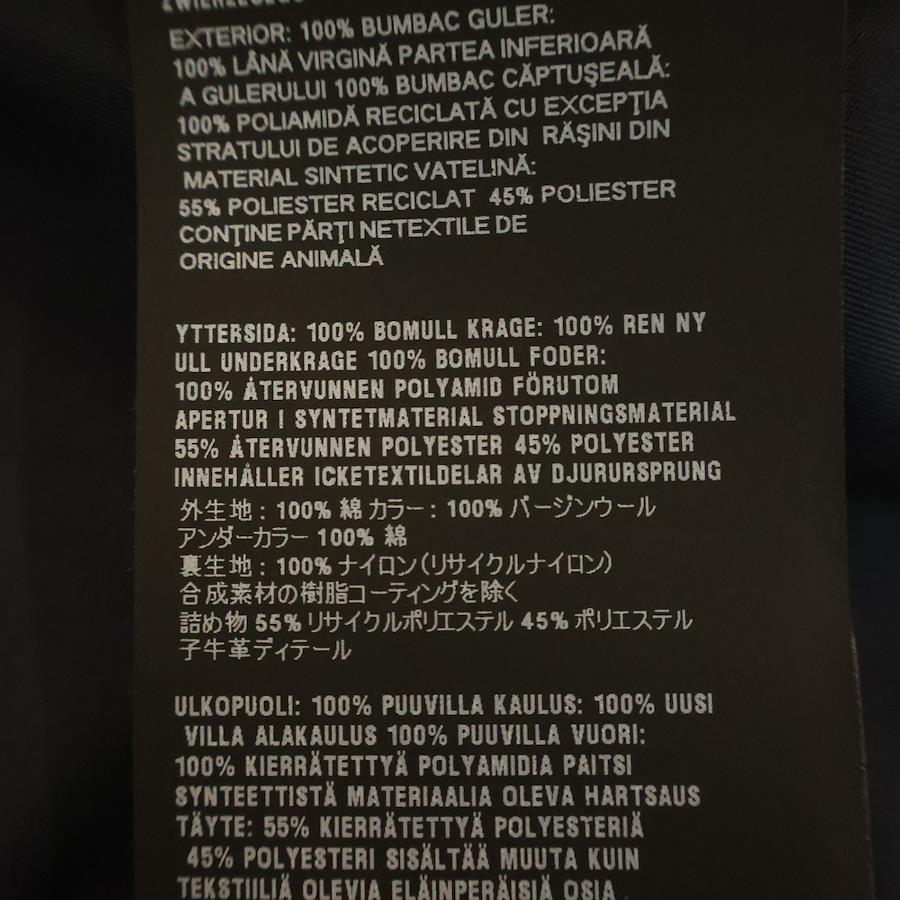 EXTERIOR: 100% BUMBAC GULER:
100% LÂNĂ VIRGINĂ PARTEA INFERIOARĂ
A GULERULUI 100% BUMBAC CĂPTUŞEALĂ:
100% POLIAMIDĂ RECICLATĂ CU EXCEPŢIA
STRATULUI DE ACOPERIRE DIN RĂŞINI DIN
MATERIAL SINTETIC VATELINĂ:
55% POLIESTER RECICLAT 45% POLIESTER
CONŢINE PĂRŢI NETEXTILE DE
ORIGINE ANIMALĂ
YTTERSIDA: 100% BOMULL KRAGE: 100% REN NY
ULL UNDERKRAGE 100% BOMULL FODER:
100% ÅTERVUNNEN POLYAMID FÖRUTOM
APERTUR I SYNTETMATERIAL STOPPNINGSMATERIAL
55% ÅTERVUNNEN POLYESTER 45% POLYESTER
INNEHÅLLER ICKETEXTILDELAR AV DJURURSPRUNG
外生地: 100% 綿 カラー: 100% バージンウール
アンダーカラー 100% 綿
裏生地: 100% ナイロン(リサイクルナイロン)
合成素材の樹脂コーティングを除く
詰め物 55% リサイクルポリエステル 45% ポリエステル
子牛革ディテール
ULKOPUOLI: 100% PUUVILLA KAULUS: 100% UUSI
VILLA ALAKAULUS 100% PUUVILLA VUORI:
100% KIERRÄTETTYÄ POLYAMIDIA PAITSI
SYNTEETTISTÄ MATERIAALIA OLEVA HARTSAUS
TÄYTE: 55% KIERRÄTETTYÄ POLYESTERIÄ
45% POLYESTERI SISÄLTÄÄ MUUTA KUIN
TEKSTIILIÄ OLEVIA ELÄINPERÄISIÄ OSIA